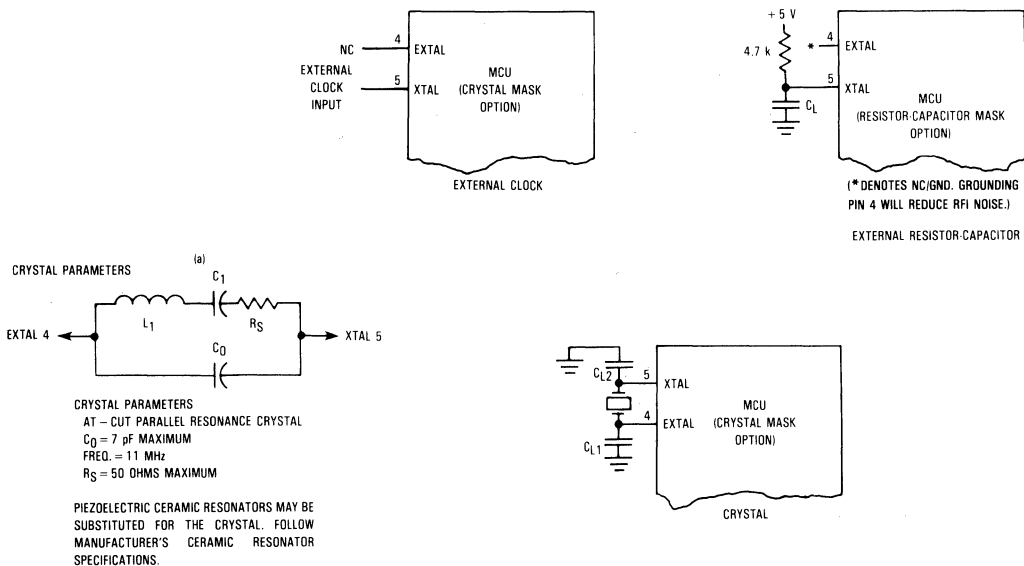 NC
4
EXTAL
EXTERNAL
CLOCK
INPUT
5
XTAL
MCU
(CRYSTAL MASK
OPTION)
EXTERNAL CLOCK
+ 5 V
4.7 k
*
4
EXTAL
5
XTAL
CL
MCU
(RESISTOR-CAPACITOR MASK
OPTION)
(* DENOTES NC/GND. GROUNDING
PIN 4 WILL REDUCE RFI NOISE.)
EXTERNAL RESISTOR-CAPACITOR
(a)
CRYSTAL PARAMETERS
C1
L1
RS
EXTAL 4
XTAL 5
C0
CRYSTAL PARAMETERS
AT – CUT PARALLEL RESONANCE CRYSTAL
C0 = 7 pF MAXIMUM
FREQ. = 11 MHz
RS = 50 OHMS MAXIMUM
PIEZOELECTRIC CERAMIC RESONATORS MAY BE
SUBSTITUTED FOR THE CRYSTAL. FOLLOW
MANUFACTURER'S CERAMIC RESONATOR
SPECIFICATIONS.
CL2
5
XTAL
4
EXTAL
CL1
MCU
(CRYSTAL MASK
OPTION)
CRYSTAL